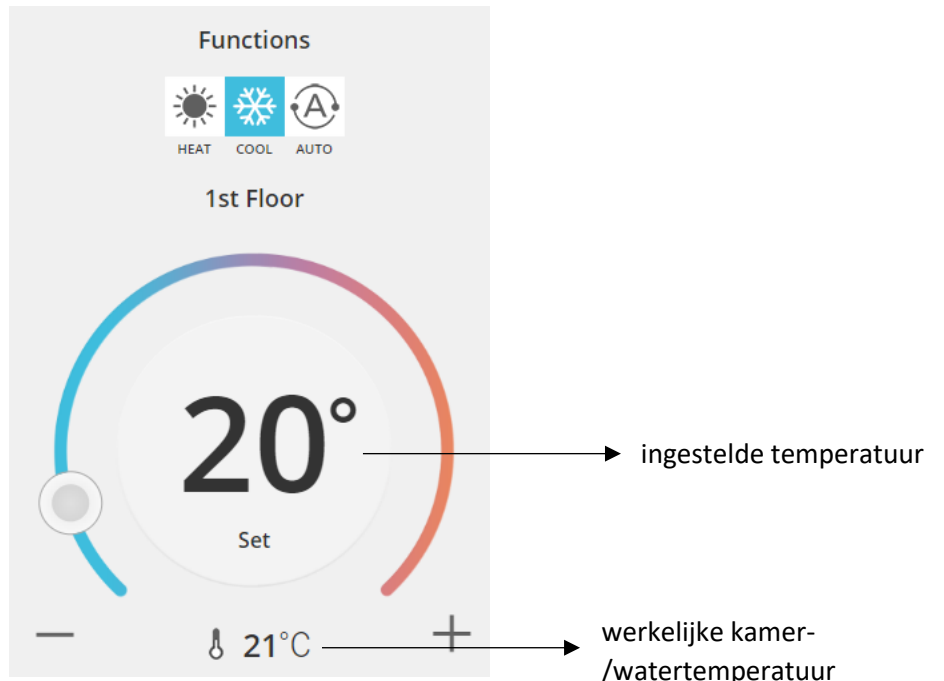 Functions
HEAT COOL AUTO
1st Floor
20°
Set
ingestelde temperatuur
21°C
werkelijke kamer-
/watertemperatuur